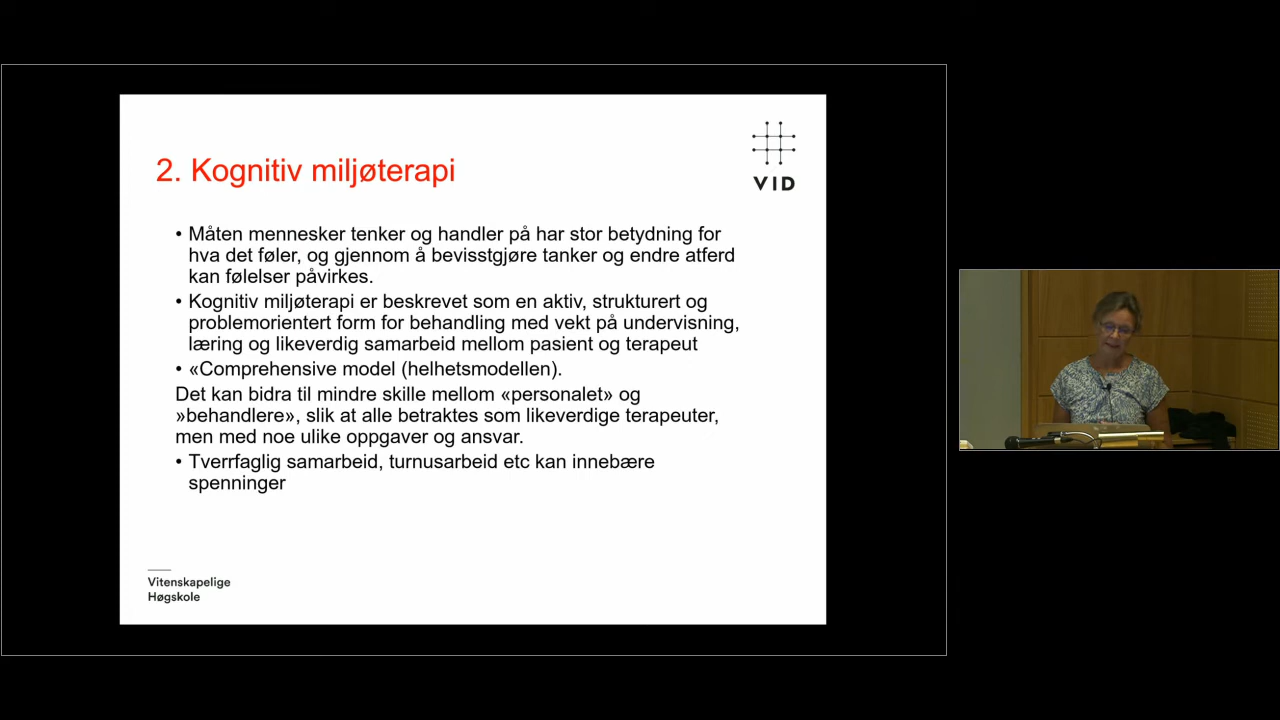 2. Kognitiv miljøterapi
VID
• Måten mennesker tenker og handler på har stor betydning for
hva det føler, og gjennom å bevisstgjøre tanker og endre atferd
kan følelser påvirkes.
• Kognitiv miljøterapi er beskrevet som en aktiv, strukturert og
problemorientert form for behandling med vekt på undervisning,
læring og likeverdig samarbeid mellom pasient og terapeut
• «Comprehensive model (helhetsmodellen).
Det kan bidra til mindre skille mellom «personalet» og
»behandlere», slik at alle betraktes som likeverdige terapeuter,
men med noe ulike oppgaver og ansvar.
• Tverrfaglig samarbeid, turnusarbeid etc kan innebære
spenninger
Vitenskapelige
Høgskole